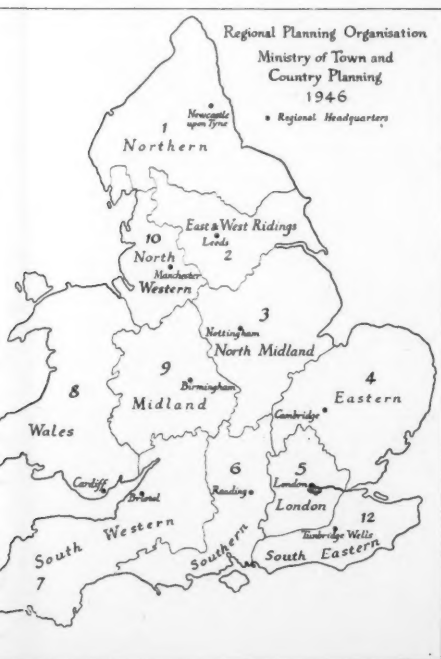 Regional Planning Organisation
Ministry of Town and
Country Planning
1946
• Regional Headquarters
Newcastle
upon Tyne
1
Northern
East & West Ridings
Leeds
2
10
North
Manchester
Western
3
Nottingham
North Midland
9
Birmingham
Midland
8
Wales
4
Eastern
Cambridge
Cardiff
Bristol
6
Reading
5
London
London
12
Tunbridge Wells
South Eastern
Southern
South Western
7